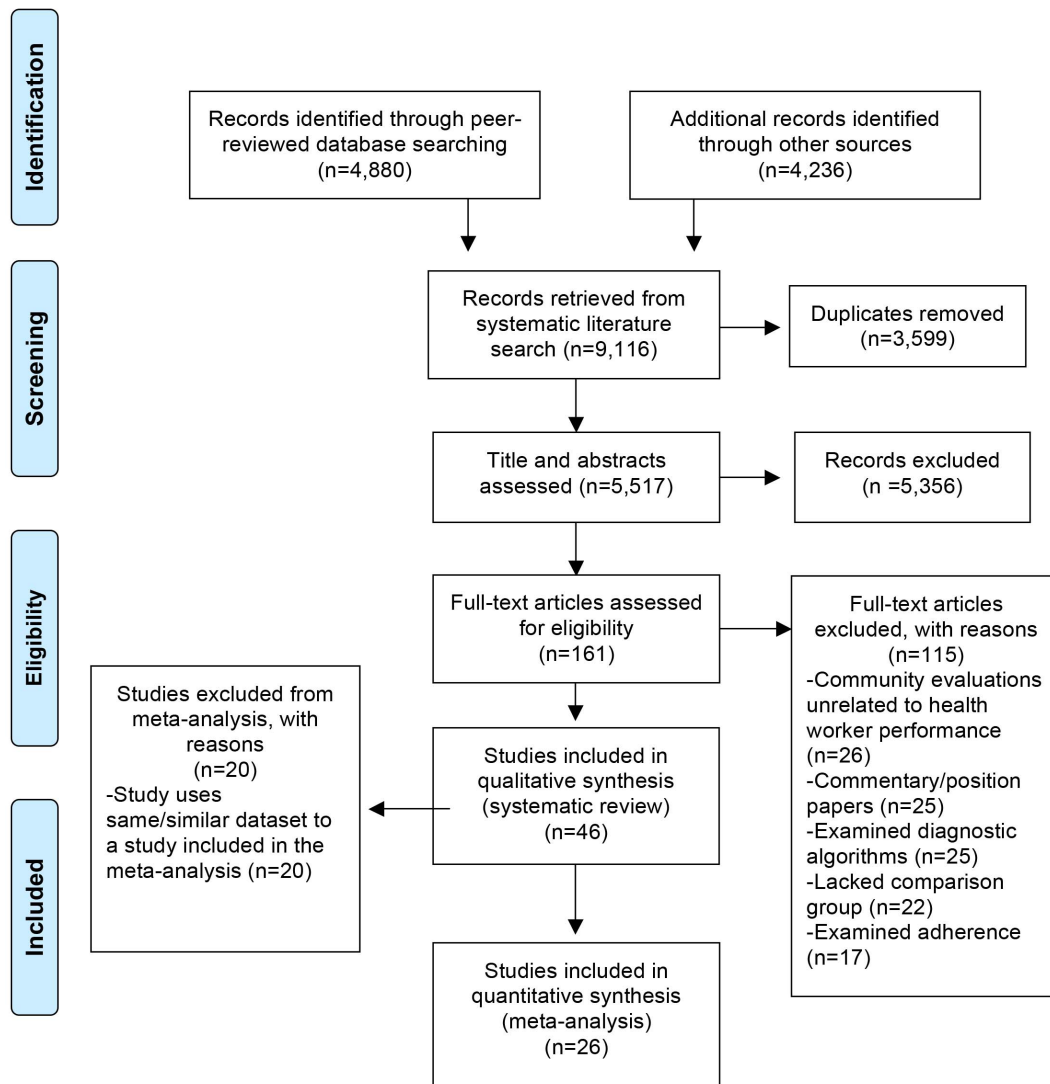 Identification
Records identified through peer-
reviewed database searching
(n=4,880)
Additional records identified
through other sources
(n=4,236)
Screening
Records retrieved from
systematic literature
search (n=9,116)
Duplicates removed
(n=3,599)
Title and abstracts
assessed (n=5,517)
Records excluded
(n =5,356)
Eligibility
Full-text articles assessed
for eligibility
(n=161)
Full-text articles
excluded, with reasons
(n=115)
-Community evaluations
unrelated to health
worker performance
(n=26)
-Commentary/position
papers (n=25)
-Examined diagnostic
algorithms (n=25)
-Lacked comparison
group (n=22)
-Examined adherence
(n=17)
Studies excluded from
meta-analysis, with
reasons
(n=20)
-Study uses
same/similar dataset to
a study included in the
meta-analysis (n=20)
Included
Studies included in
qualitative synthesis
(systematic review)
(n=46)
Studies included in
quantitative synthesis
(meta-analysis)
(n=26)